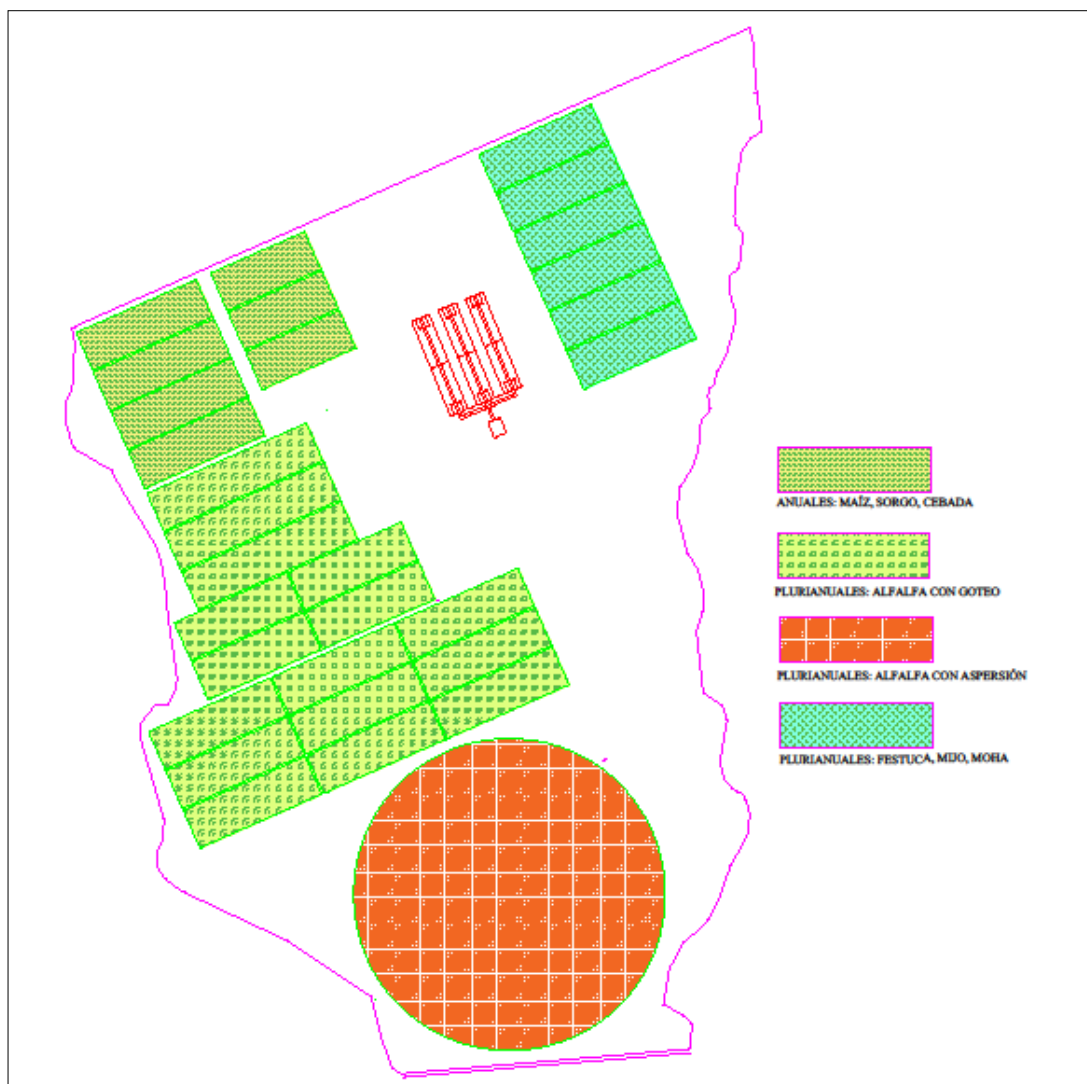 ANUALES: MAÍZ, SORGO, CEBADA
PLURIANUALES: ALFALFA CON GOTEO
PLURIANUALES: ALFALFA CON ASPERSIÓN
PLURIANUALES: FESTUCA, MIJO, MOHA